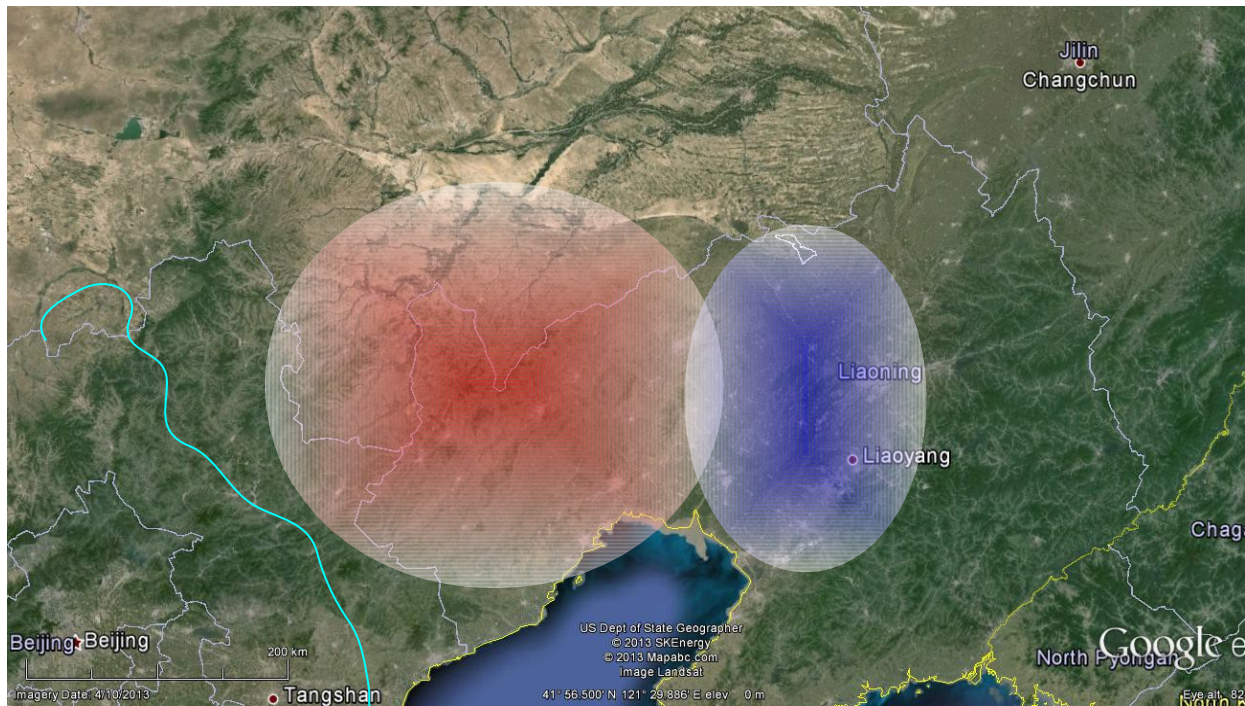 Jilin
Changchun
Liaoning
Liaoyang
Beijing Beijing
200 km
Tangshan
Imagery Date: 4/10/2013
US Dept of State Geographer
© 2013 SKEnergy
© 2013 Mapabc.com
Image Landsat
41° 56.500' N 121° 29.886' E elev 0 m
Chaga
North Pyongan
Google e
Eye alt 82
North K